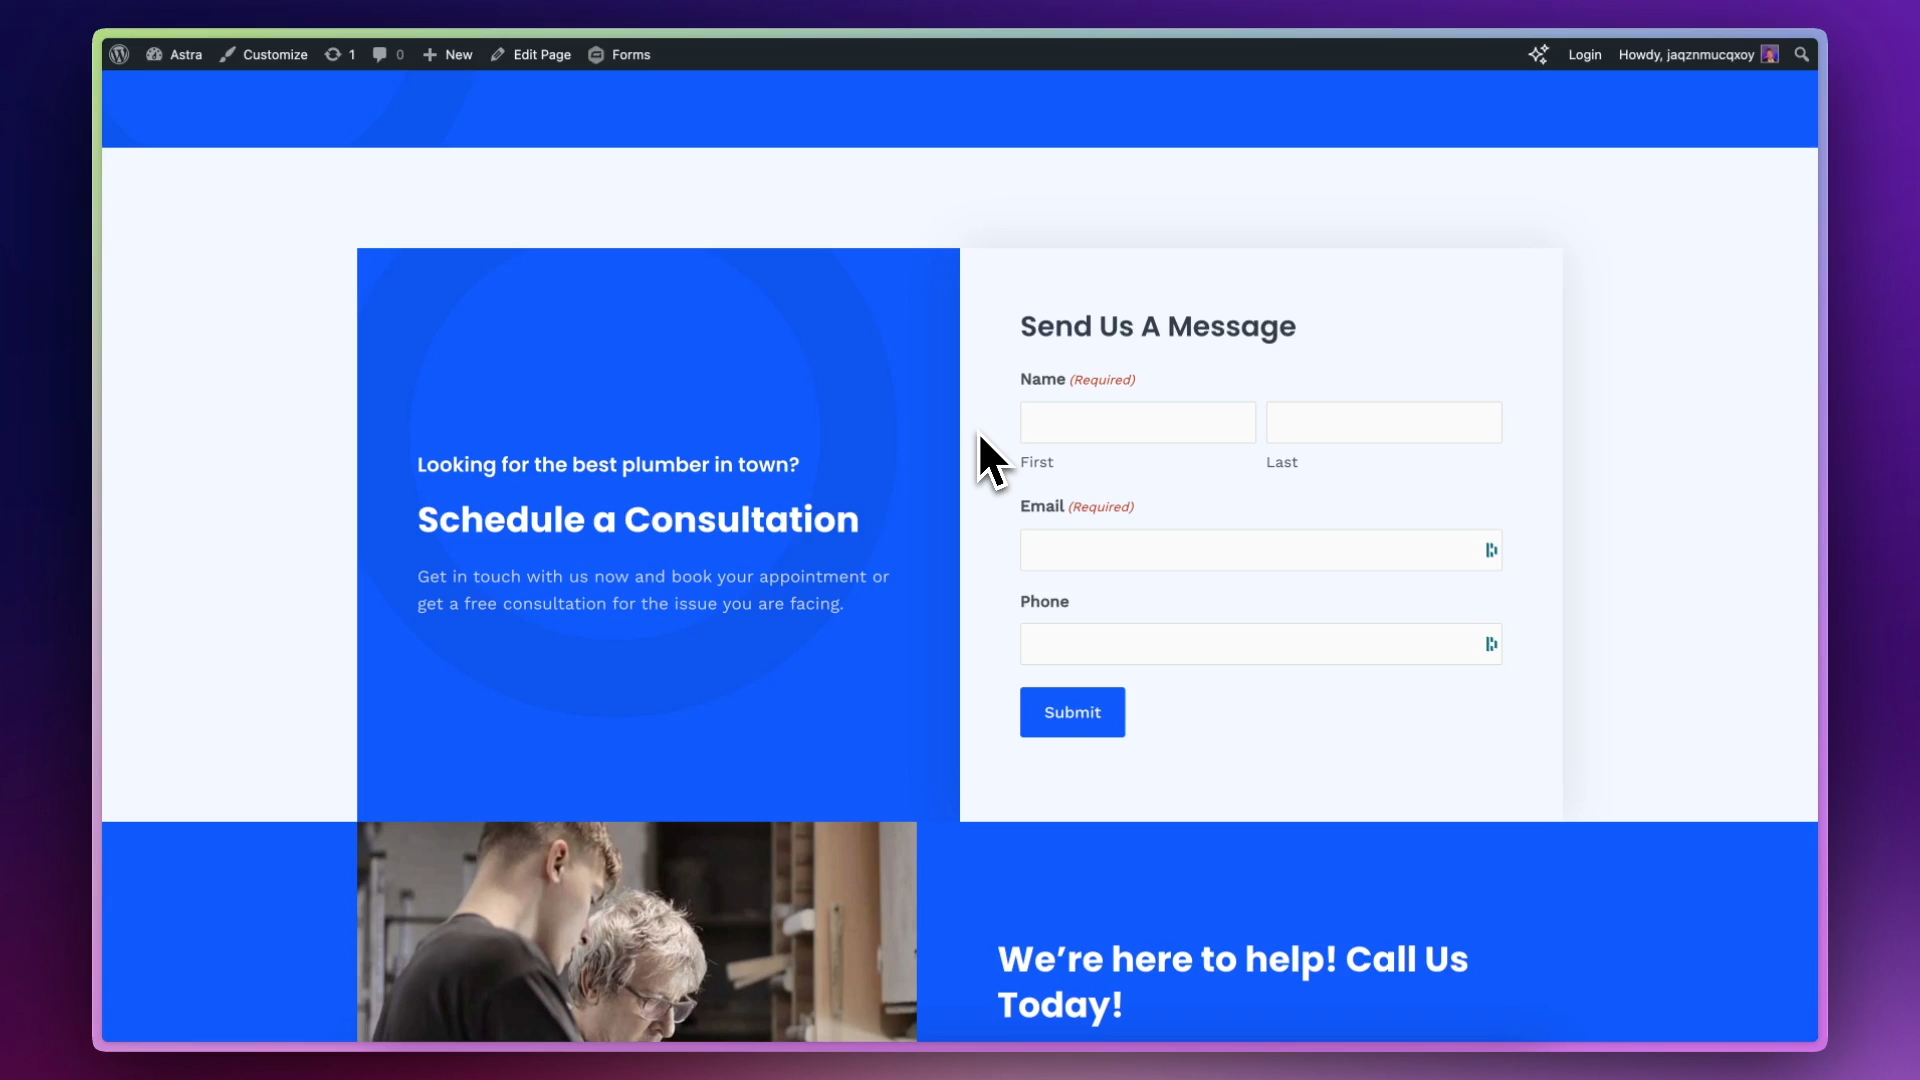 Astra Customize 1 0 New Edit Page Forms Login Howdy, jaqznmucqxoy
Looking for the best plumber in town?
Schedule a Consultation
Get in touch with us now and book your appointment or
get a free consultation for the issue you are facing.
Send Us A Message
Name (Required)
First Last
Email (Required)
Phone
Submit
We’re here to help! Call Us
Today!